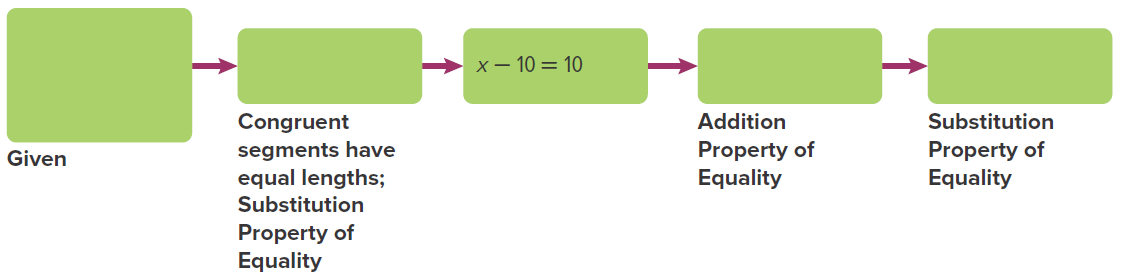 x – 10 = 10
Given
Congruent
segments have
equal lengths;
Substitution
Property of
Equality
Addition
Property of
Equality
Substitution
Property of
Equality